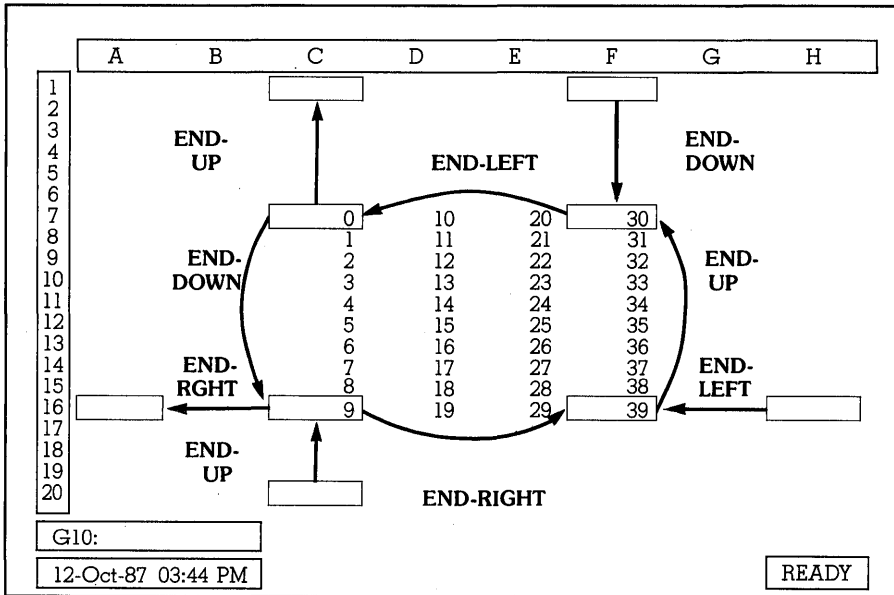 A B C D E F G H
1
2
3
END-
UP
END-LEFT
END-
DOWN
4
5
6
7 0 10 20 30
8 1 11 21 31
9 2 12 22 32
END-
DOWN
END-
UP
10 3 13 23 33
11 4 14 24 34
12 5 15 25 35
13 6 16 26 36
14 7 17 27 37
END-
RGHT
END-
LEFT
15 8 18 28 38
16 9 19 29 39
17
18
END-
UP
19
20
END-RIGHT
G10:
12-Oct-87 03:44 PM
READY